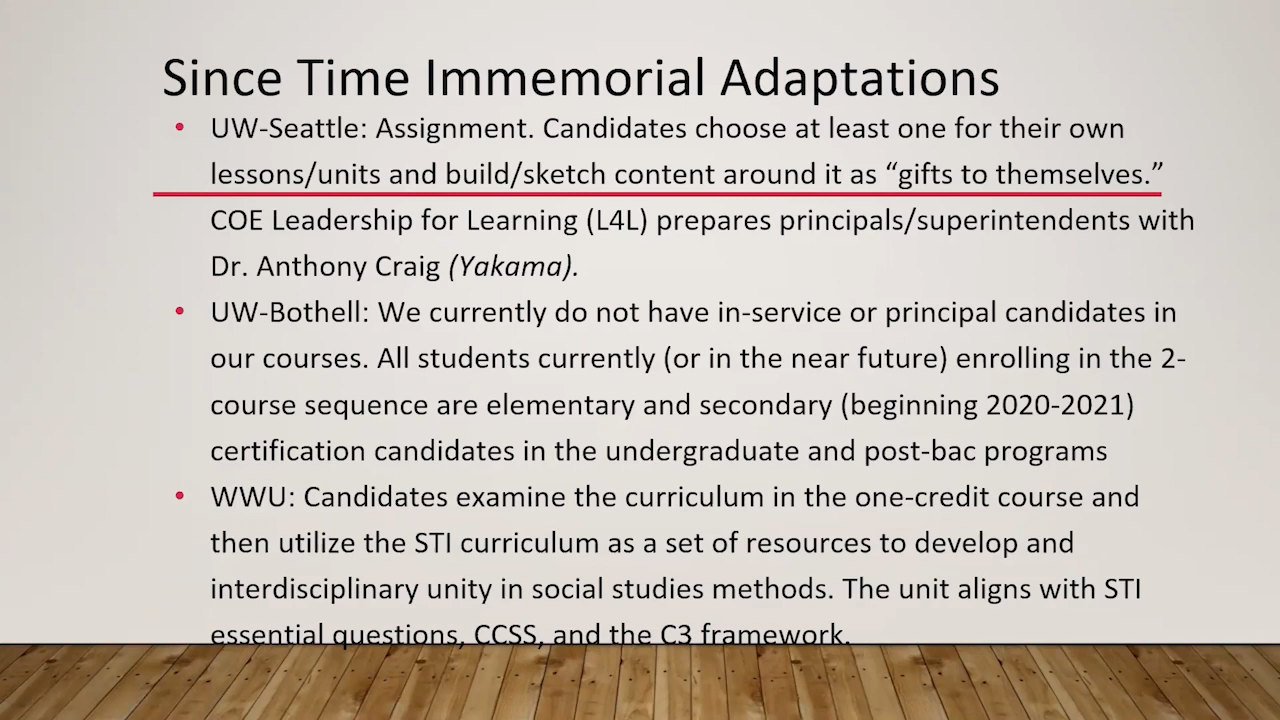 Since Time Immemorial Adaptations
• UW-Seattle: Assignment. Candidates choose at least one for their own
lessons/units and build/sketch content around it as “gifts to themselves.”
COE Leadership for Learning (L4L) prepares principals/superintendents with
Dr. Anthony Craig (Yakama).
• UW-Bothell: We currently do not have in-service or principal candidates in
our courses. All students currently (or in the near future) enrolling in the 2-
course sequence are elementary and secondary (beginning 2020-2021)
certification candidates in the undergraduate and post-bac programs
• WWU: Candidates examine the curriculum in the one-credit course and
then utilize the STI curriculum as a set of resources to develop and
interdisciplinary unity in social studies methods. The unit aligns with STI
essential questions, CCSS, and the C3 framework.